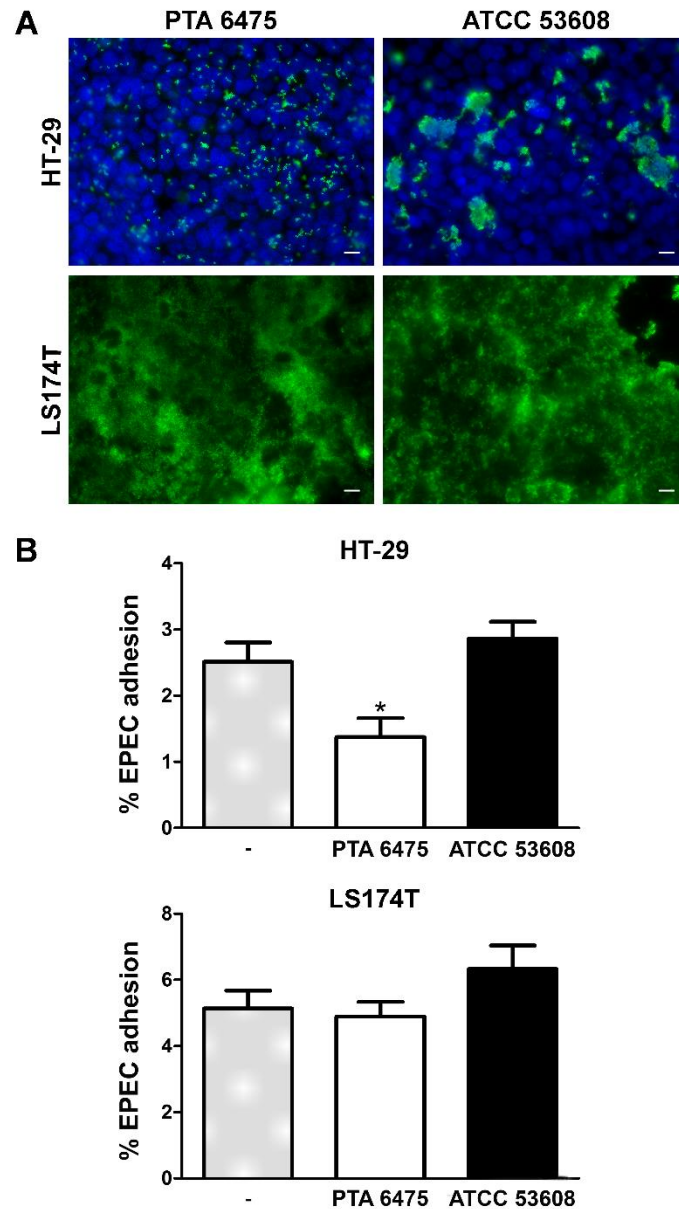 A
PTA 6475 ATCC 53608
HT-29
LS174T
B
HT-29
% EPEC adhesion
4
3
2
1
0
*
- PTA 6475 ATCC 53608
LS174T
% EPEC adhesion
8
6
4
2
0
- PTA 6475 ATCC 53608